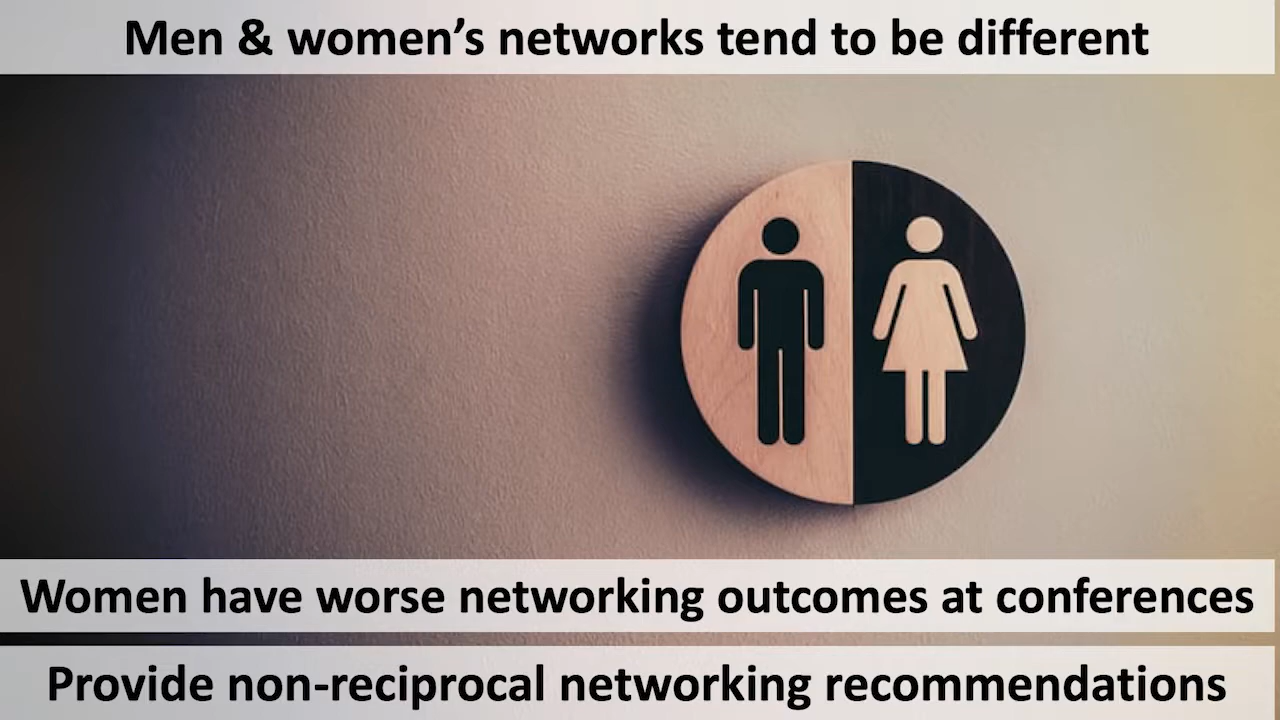 Men & women’s networks tend to be different
Women have worse networking outcomes at conferences
Provide non-reciprocal networking recommendations